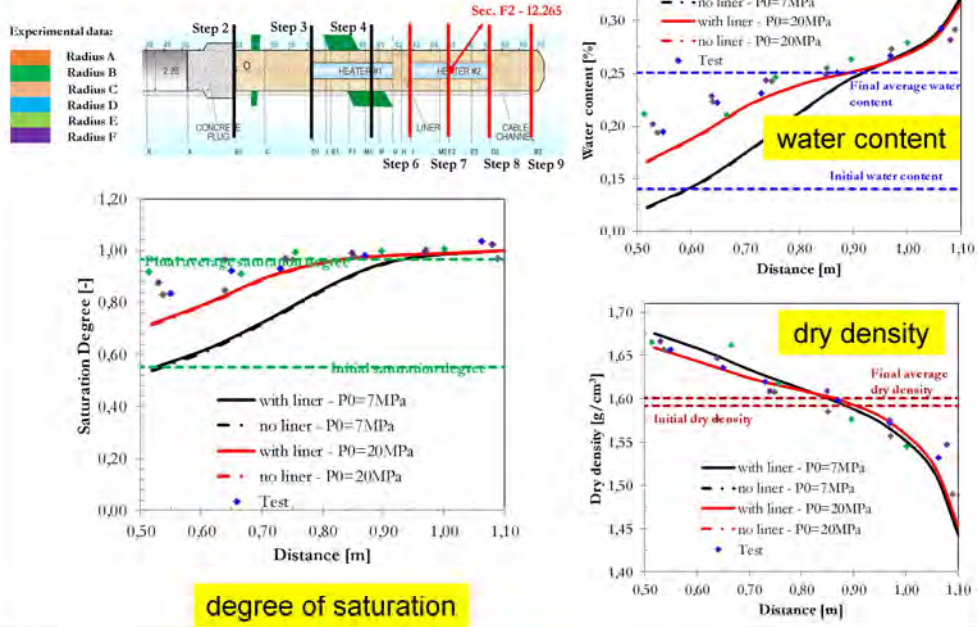 Sec. F2 - 12.265
Experimental data:
Radius A
Radius B
Radius C
Radius D
Radius E
Radius F
Step 2
Step 3
Step 4
2.25
HEATER #1
HEATER #2
CONCRETE PLUG
LINER
CABLE CHANNEL
Step 6
Step 7
Step 8
Step 9
no liner - P0=7MPa
with liner - P0=20MPa
no liner - P0=20MPa
Test
Final average water content
Initial water content
water content
Water content [%]
0,30
0,25
0,20
0,15
0,10
0,50
0,60
0,70
0,80
0,90
1,00
1,10
Distance [m]
Saturation Degree [-]
1,20
1,00
0,80
0,60
0,40
0,20
0,00
Final average saturation degree
Initial saturation degree
with liner - P0=7MPa
no liner - P0=7MPa
with liner - P0=20MPa
no liner - P0=20MPa
Test
0,50
0,60
0,70
0,80
0,90
1,00
1,10
Distance [m]
degree of saturation
dry density
Dry density [g/cm³]
1,70
1,65
1,60
1,55
1,50
1,45
1,40
Final average dry density
Initial dry density
with liner - P0=7MPa
no liner - P0=7MPa
with liner - P0=20MPa
no liner - P0=20MPa
Test
0,50
0,60
0,70
0,80
0,90
1,00
1,10
Distance [m]